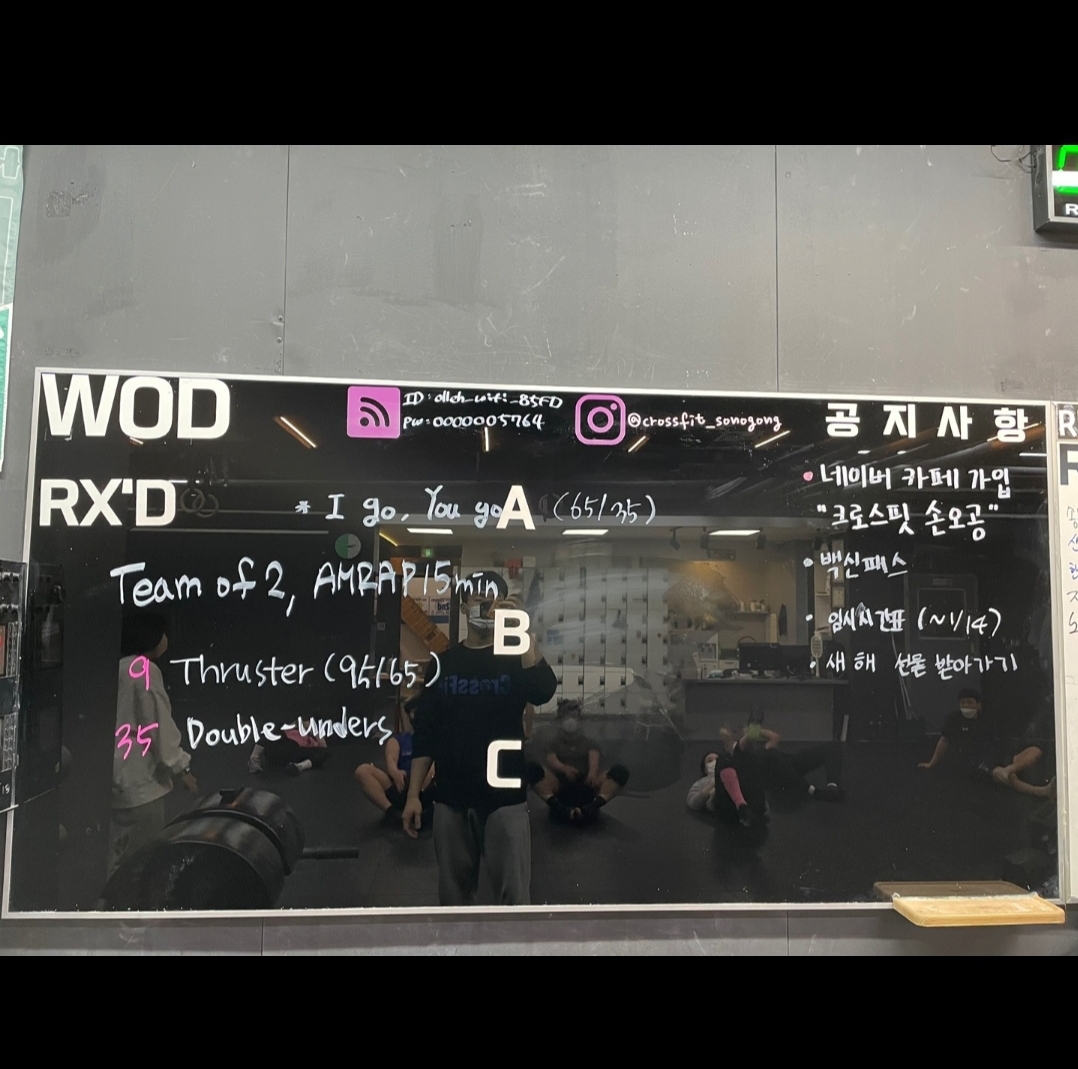 WOD
ID: olleh_wifi_85FD
PW: 0000005764
@crossfit_sonogong
RX'D
* I go, You go
A (65/35)
Team of 2, AMRAP 15min
B
9 Thruster (95/65)
35 Double-unders
C
공지사항
• 네이버 카페 가입
"크로스핏 손오공"
• 백신패스
• 임시시간표 (~1/14)
• 새해 선물 받아가기
R